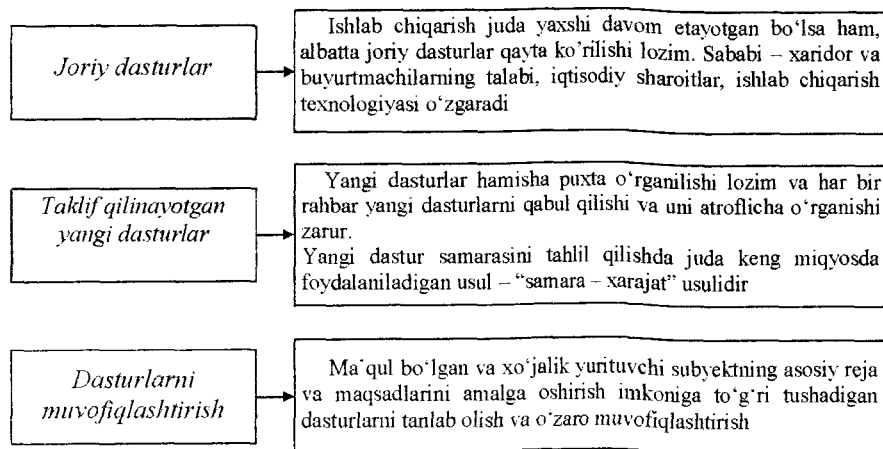 Joriy dasturlar
Ishlab chiqarish juda yaxshi davom etayotgan bo‘lsa ham,
albatta joriy dasturlar qayta ko‘rilishi lozim. Sababi – xaridor va
buyurtmachilarning talabi, iqtisodiy sharoitlar, ishlab chiqarish
texnologiyasi o‘zgaradi
Taklif qilinayotgan
yangi dasturlar
Yangi dasturlar hamisha puxta o‘rganilishi lozim va har bir
rahbar yangi dasturlarni qabul qilishi va uni atroflicha o‘rganishi
zarur.
Yangi dastur samarasini tahlil qilishda juda keng miqyosda
foydalaniladigan usul – “samara – xarajat” usulidir
Dasturlarni
muvofiqlashtirish
Ma‘qul bo‘lgan va xo‘jalik yurituvchi subyektning asosiy reja
va maqsadlarini amalga oshirish imkoniga to‘g‘ri tushadigan
dasturlarni tanlab olish va o‘zaro muvofiqlashtirish